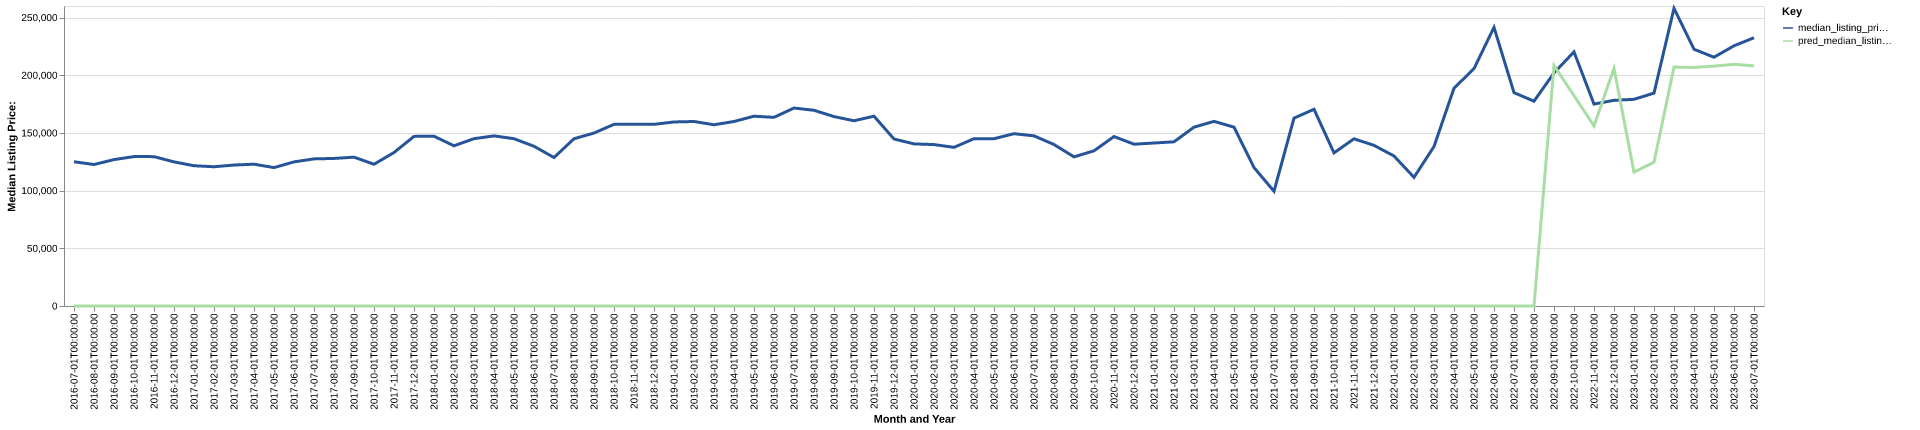 Median Listing Price:
250,000
200,000
150,000
100,000
50,000
0
2016-07-01T00:00:00
2016-08-01T00:00:00
2016-09-01T00:00:00
2016-10-01T00:00:00
2016-11-01T00:00:00
2016-12-01T00:00:00
2017-01-01T00:00:00
2017-02-01T00:00:00
2017-03-01T00:00:00
2017-04-01T00:00:00
2017-05-01T00:00:00
2017-06-01T00:00:00
2017-07-01T00:00:00
2017-08-01T00:00:00
2017-09-01T00:00:00
2017-10-01T00:00:00
2017-11-01T00:00:00
2017-12-01T00:00:00
2018-01-01T00:00:00
2018-02-01T00:00:00
2018-03-01T00:00:00
2018-04-01T00:00:00
2018-05-01T00:00:00
2018-06-01T00:00:00
2018-07-01T00:00:00
2018-08-01T00:00:00
2018-09-01T00:00:00
2018-10-01T00:00:00
2018-11-01T00:00:00
2018-12-01T00:00:00
2019-01-01T00:00:00
2019-02-01T00:00:00
2019-03-01T00:00:00
2019-04-01T00:00:00
2019-05-01T00:00:00
2019-06-01T00:00:00
2019-07-01T00:00:00
2019-08-01T00:00:00
2019-09-01T00:00:00
2019-10-01T00:00:00
2019-11-01T00:00:00
2019-12-01T00:00:00
2020-01-01T00:00:00
2020-02-01T00:00:00
2020-03-01T00:00:00
2020-04-01T00:00:00
2020-05-01T00:00:00
2020-06-01T00:00:00
2020-07-01T00:00:00
2020-08-01T00:00:00
2020-09-01T00:00:00
2020-10-01T00:00:00
2020-11-01T00:00:00
2020-12-01T00:00:00
2021-01-01T00:00:00
2021-02-01T00:00:00
2021-03-01T00:00:00
2021-04-01T00:00:00
2021-05-01T00:00:00
2021-06-01T00:00:00
2021-07-01T00:00:00
2021-08-01T00:00:00
2021-09-01T00:00:00
2021-10-01T00:00:00
2021-11-01T00:00:00
2021-12-01T00:00:00
2022-01-01T00:00:00
2022-02-01T00:00:00
2022-03-01T00:00:00
2022-04-01T00:00:00
2022-05-01T00:00:00
2022-06-01T00:00:00
2022-07-01T00:00:00
2022-08-01T00:00:00
2022-09-01T00:00:00
2022-10-01T00:00:00
2022-11-01T00:00:00
2022-12-01T00:00:00
2023-01-01T00:00:00
2023-02-01T00:00:00
2023-03-01T00:00:00
2023-04-01T00:00:00
2023-05-01T00:00:00
2023-06-01T00:00:00
2023-07-01T00:00:00
Month and Year
Key
median_listing_pri…
pred_median_listin…